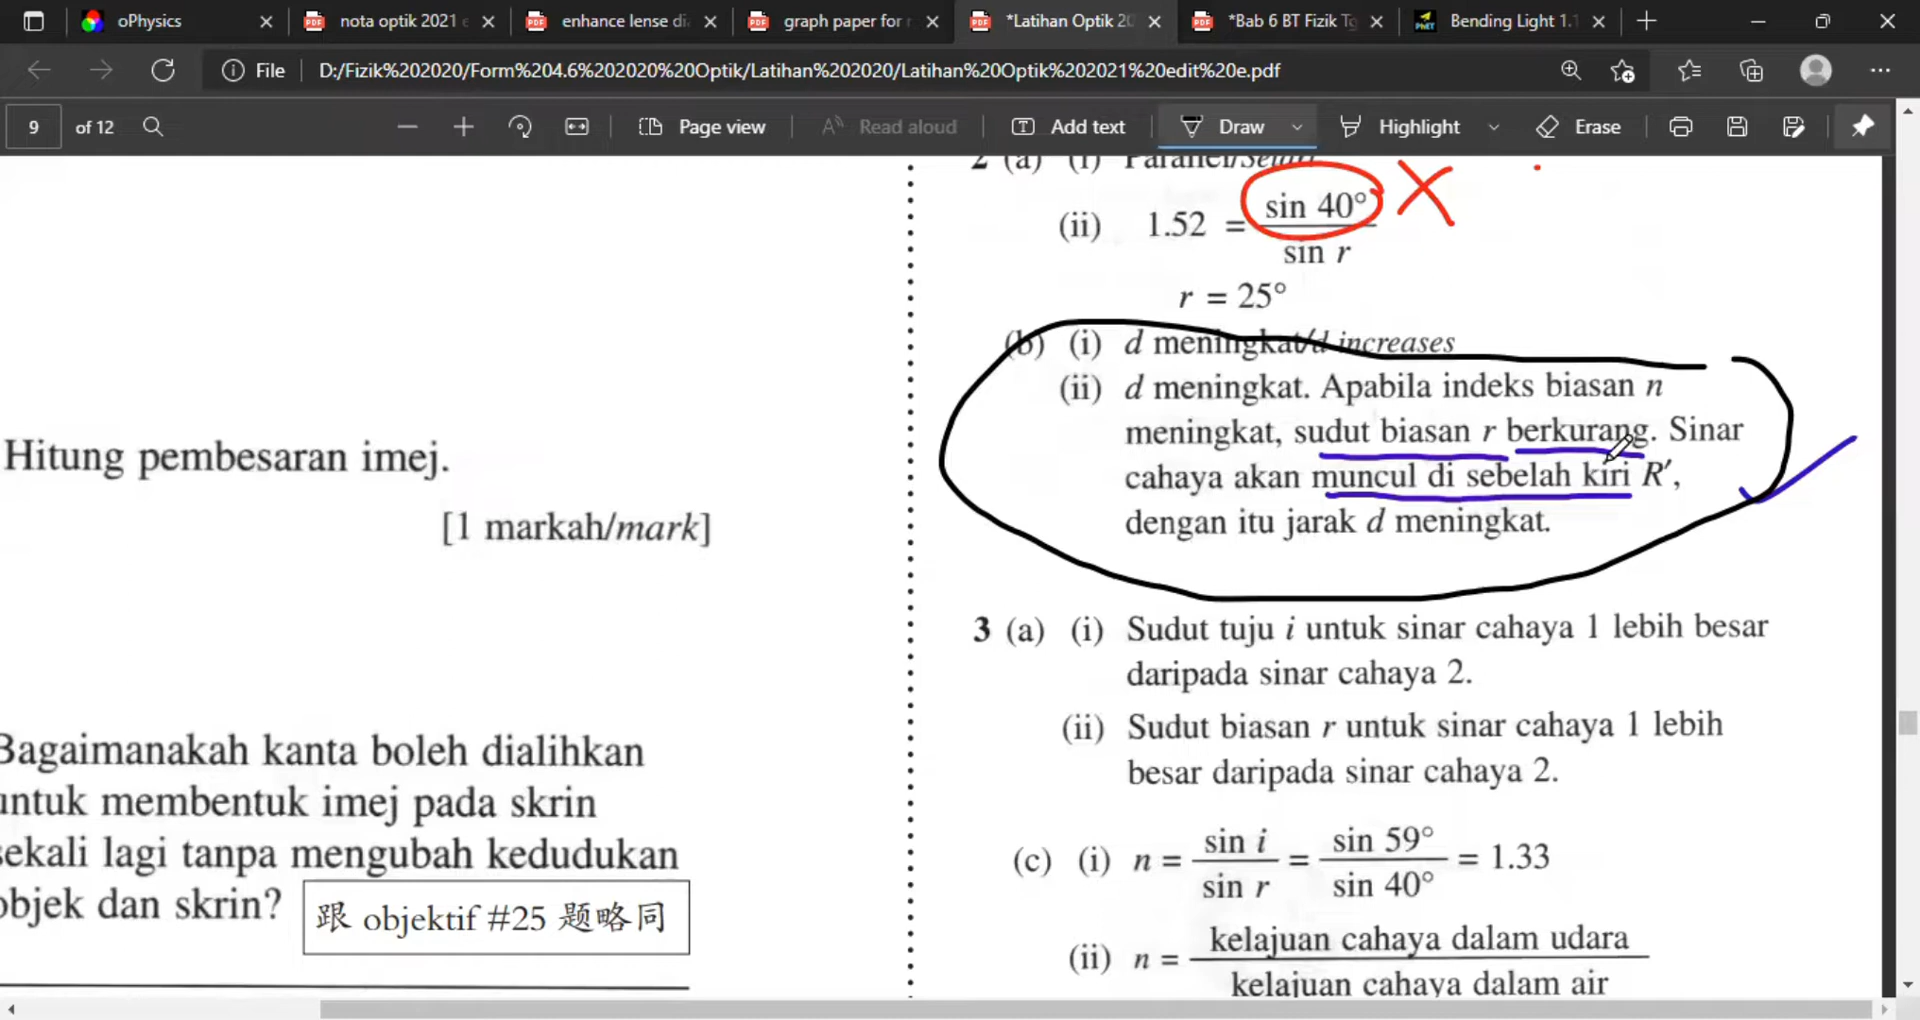 oPhysics
nota optik 2021
enhance lense di
graph paper for
*Latihan Optik 20
*Bab 6 BT Fizik Tg
Bending Light 1.1
File
D:/Fizik%202020/Form%204.6%202020%20Optik/Latihan%202020/Latihan%20Optik%202021%20edit%20e.pdf
9 of 12
Page view
Read aloud
Add text
Draw
Highlight
Erase
Hitung pembesaran imej.
[1 markah/mark]
Bagaimanakah kanta boleh dialihkan
untuk membentuk imej pada skrin
sekali lagi tanpa mengubah kedudukan
objek dan skrin?
跟 objektif #25 题略同
2 (a) (i) Parallel/Selari
(ii) 1.52 = sin 40° / sin r
X
r = 25°
(b) (i) d meningkat/d increases
(ii) d meningkat. Apabila indeks biasan n
meningkat, sudut biasan r berkurang. Sinar
cahaya akan muncul di sebelah kiri R′,
dengan itu jarak d meningkat.
3 (a) (i) Sudut tuju i untuk sinar cahaya 1 lebih besar
daripada sinar cahaya 2.
(ii) Sudut biasan r untuk sinar cahaya 1 lebih
besar daripada sinar cahaya 2.
(c) (i) n = sin i / sin r = sin 59° / sin 40° = 1.33
(ii) n = kelajuan cahaya dalam udara / kelajuan cahaya dalam air